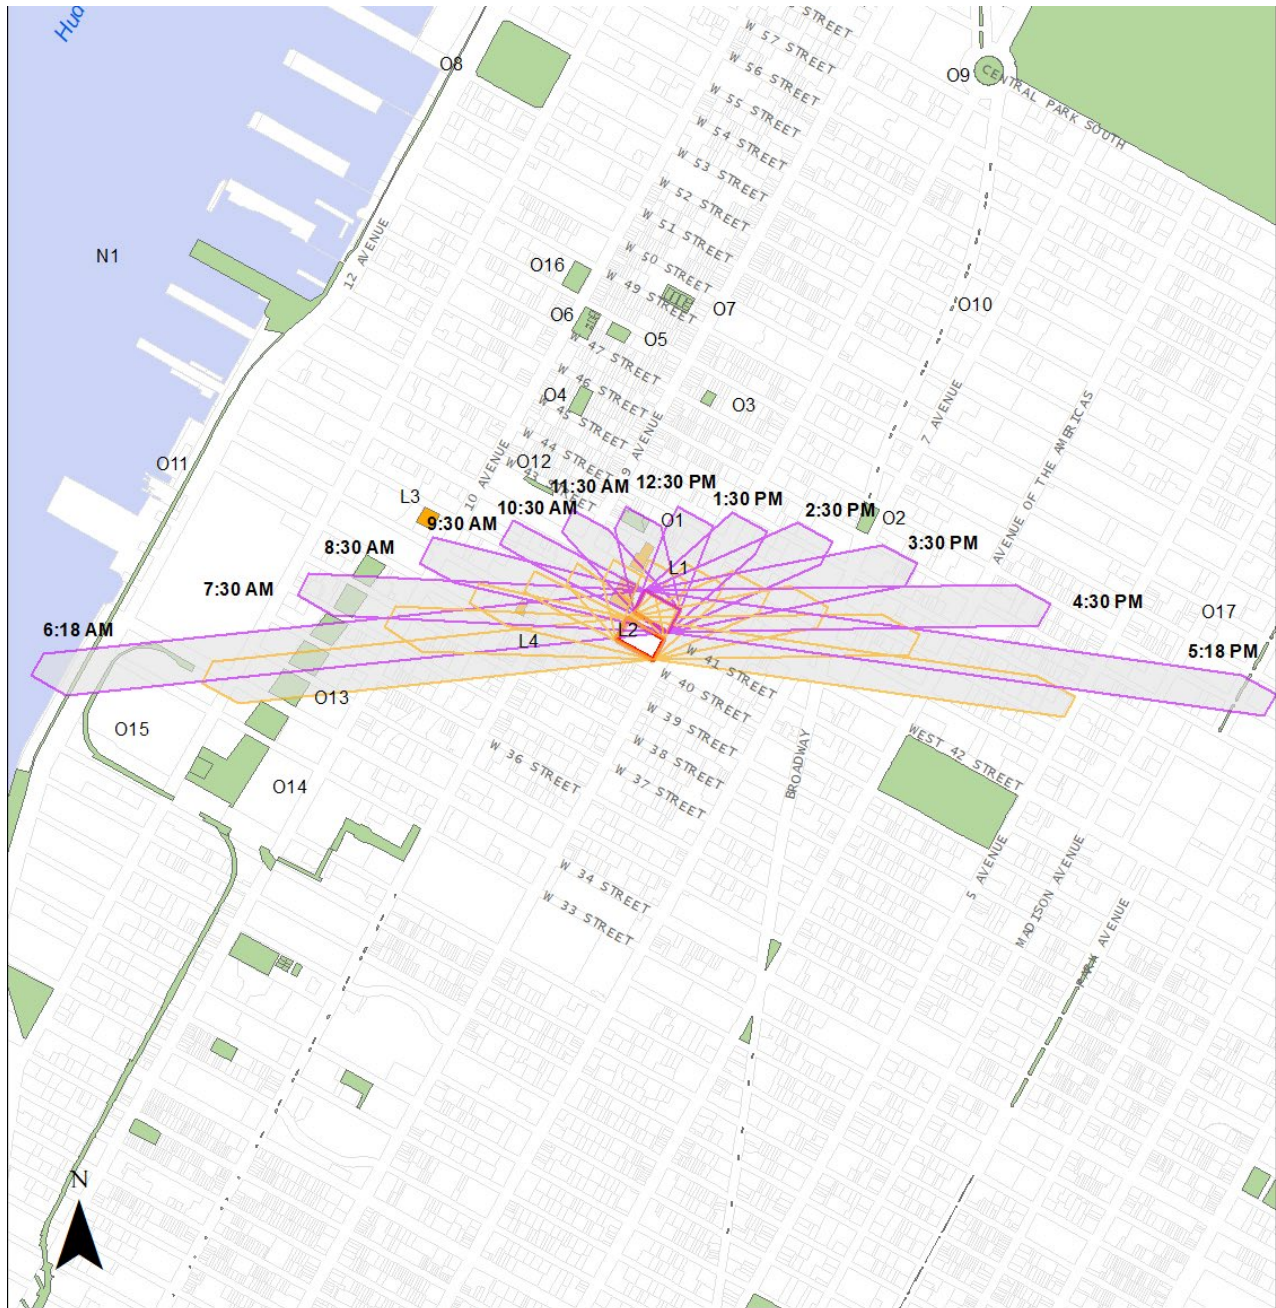 Hud
O8
STREET
W 57 STREET
W 56 STREET
W 55 STREET
W 54 STREET
W 53 STREET
W 52 STREET
W 51 STREET
W 50 STREET
W 49 STREET
W 47 STREET
W 46 STREET
W 45 STREET
W 44 STREET
W 43 STREET
O9
CENTRAL PARK SOUTH
N1
12 AVENUE
O16
O6
O7
O5
O10
O4
O3
7 AVENUE
AVENUE OF THE AMERICAS
9 AVENUE
10 AVENUE
O11
O12
L3
11:30 AM
12:30 PM
10:30 AM
1:30 PM
9:30 AM
2:30 PM
O1
O2
8:30 AM
3:30 PM
7:30 AM
L1
4:30 PM
O17
6:18 AM
L2
L4
5:18 PM
W 41 STREET
W 40 STREET
W 39 STREET
W 38 STREET
W 37 STREET
W 36 STREET
O13
O15
O14
BROADWAY
WEST 42 STREET
W 34 STREET
W 33 STREET
5 AVENUE
MADISON AVENUE
PARK AVENUE
N